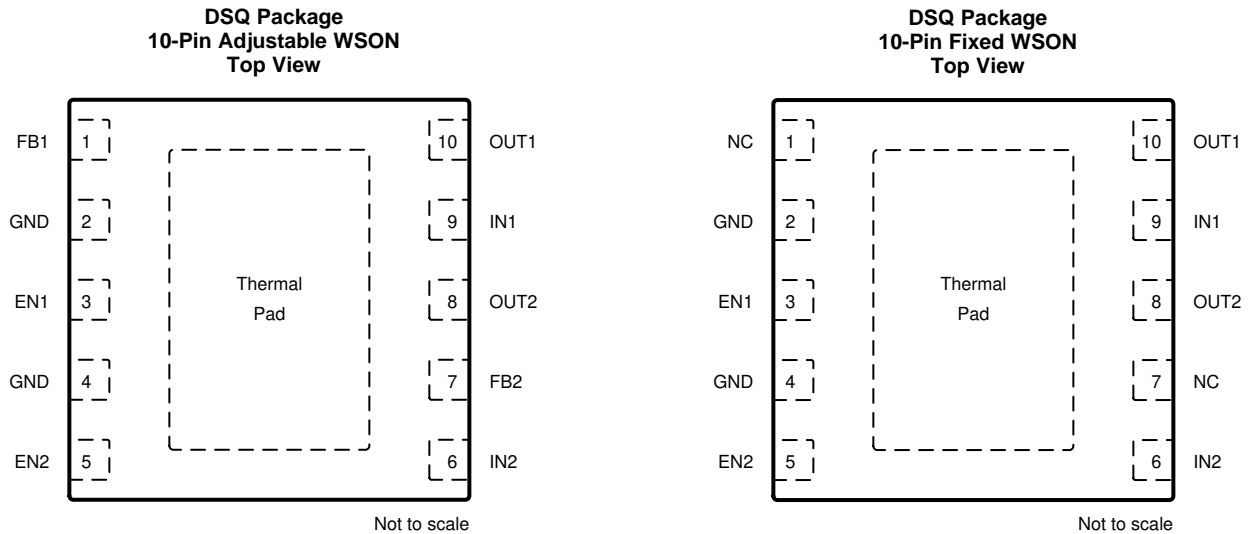 DSQ Package
10-Pin Adjustable WSON
Top View
FB1 1 10 OUT1
GND 2 9 IN1
EN1 3 8 OUT2
Thermal
Pad
GND 4 7 FB2
EN2 5 6 IN2
Not to scale
DSQ Package
10-Pin Fixed WSON
Top View
NC 1 10 OUT1
GND 2 9 IN1
EN1 3 8 OUT2
Thermal
Pad
GND 4 7 NC
EN2 5 6 IN2
Not to scale